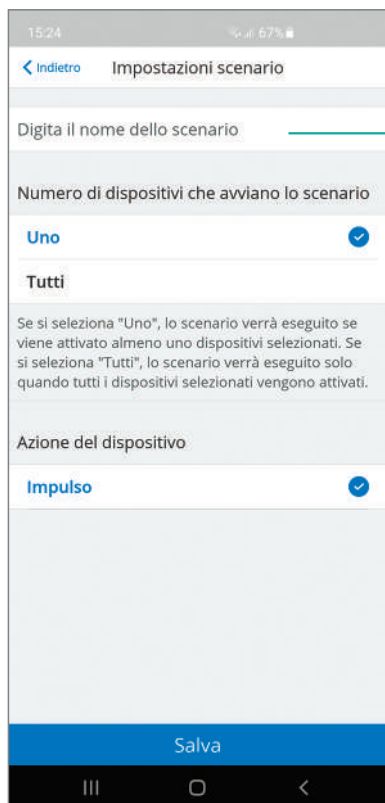 15:24 67%
Indietro Impostazioni scenario
Digita il nome dello scenario
Numero di dispositivi che avviano lo scenario
Uno
Tutti
Se si seleziona "Uno", lo scenario verrà eseguito se
viene attivato almeno uno dispositivi selezionati. Se
si seleziona "Tutti", lo scenario verrà eseguito solo
quando tutti i dispositivi selezionati vengono attivati.
Azione del dispositivo
Impulso
Salva